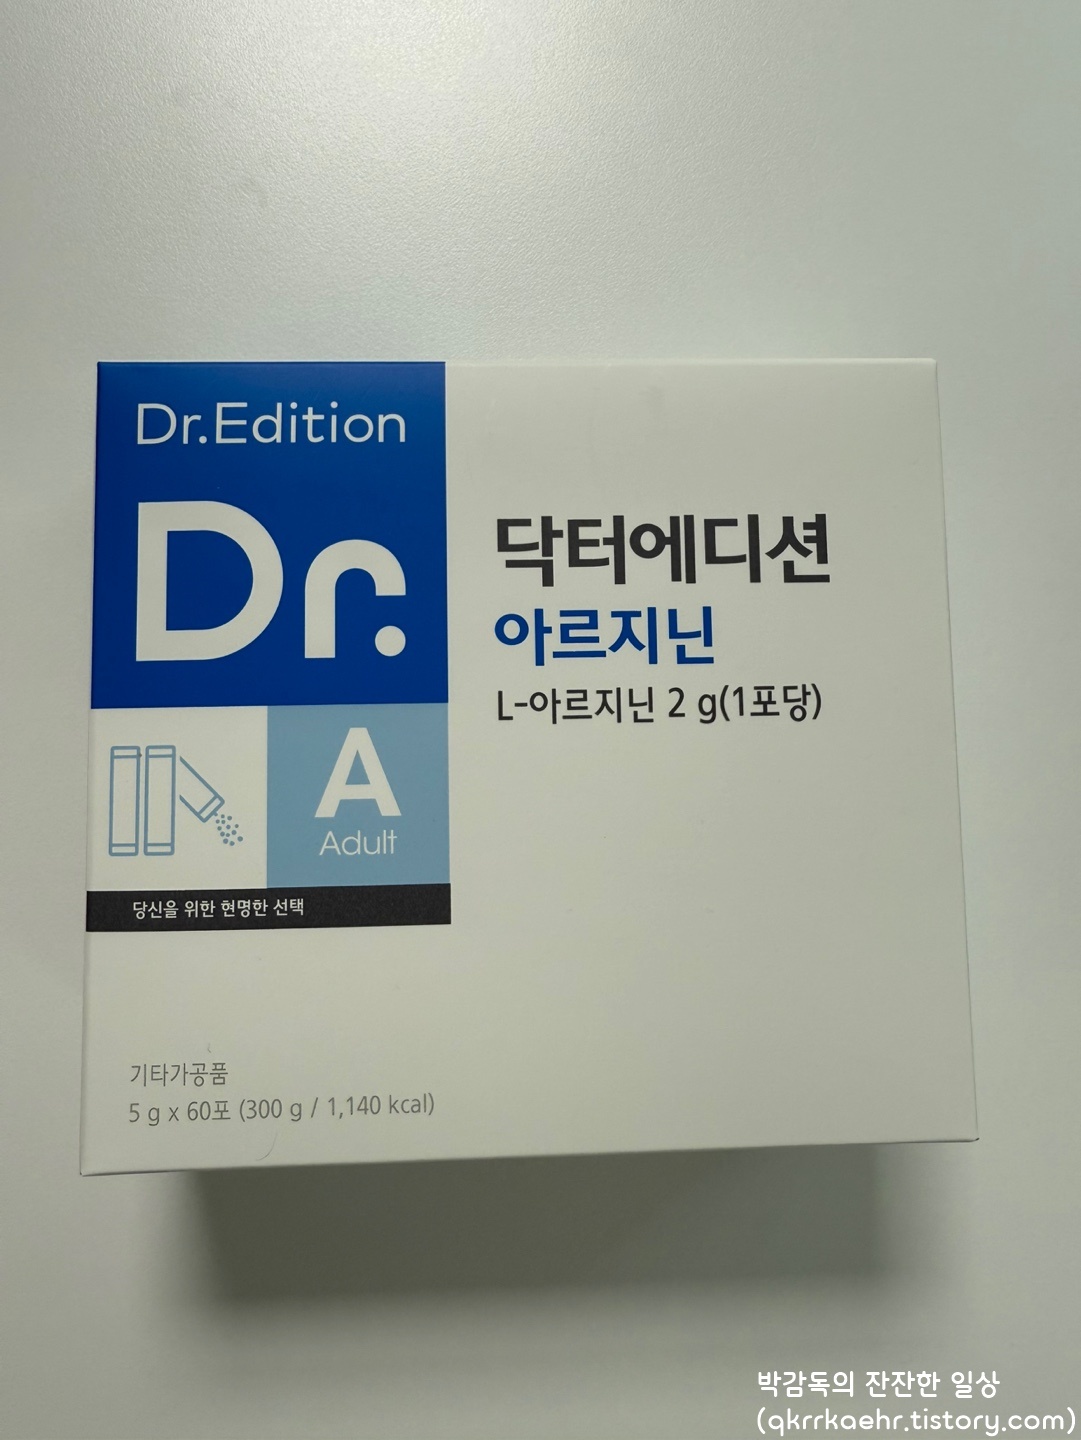 Dr.Edition
Dr.
A
Adult
당신을 위한 현명한 선택
닥터에디션
아르지닌
L-아르지닌 2 g(1포당)
기타가공품
5 g x 60포 (300 g / 1,140 kcal)
박감독의 잔잔한 일상
(qkrrkaehr.tistory.com)